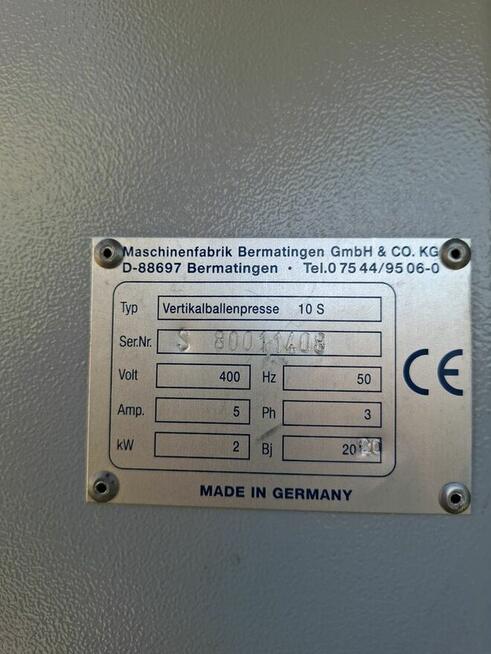 Maschinenfabrik Bermatingen GmbH & CO. KG
D-88697 Bermatingen · Tel.0 75 44/95 06-0
Typ Vertikalballenpresse 10 S
Ser.Nr. S 80011408
Volt 400 Hz 50
Amp. 5 Ph 3
kW 2 Bj
CE
MADE IN GERMANY